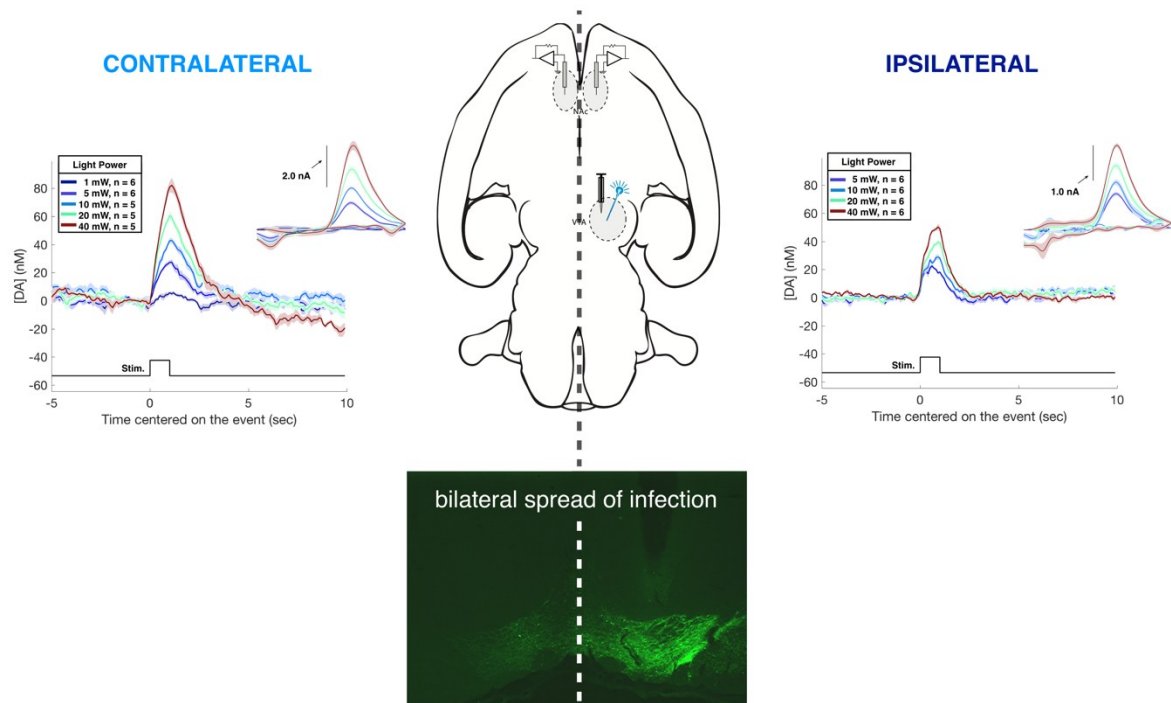 CONTRALATERAL
Light Power
1 mW, n = 6
5 mW, n = 6
10 mW, n = 5
20 mW, n = 5
40 mW, n = 5
2.0 nA
[DA] (nM)
80
60
40
20
0
-20
-40
-60
Stim.
-5
0
5
10
Time centered on the event (sec)
NAc
VTA
IPSILATERAL
Light Power
5 mW, n = 6
10 mW, n = 6
20 mW, n = 6
40 mW, n = 6
1.0 nA
[DA] (nM)
80
60
40
20
0
-20
-40
-60
Stim.
-5
0
5
10
Time centered on the event (sec)
bilateral spread of infection